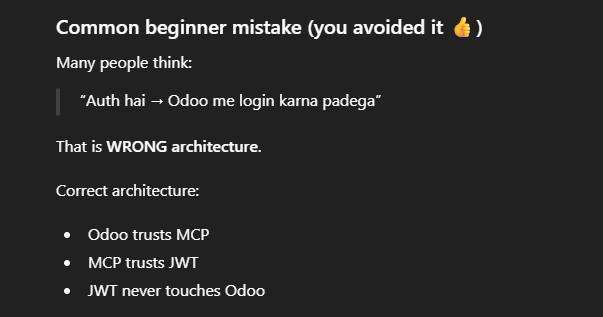 Common beginner mistake (you avoided it 👍)
Many people think:
“Auth hai → Odoo me login karna padega”
That is WRONG architecture.
Correct architecture:
• Odoo trusts MCP
• MCP trusts JWT
• JWT never touches Odoo